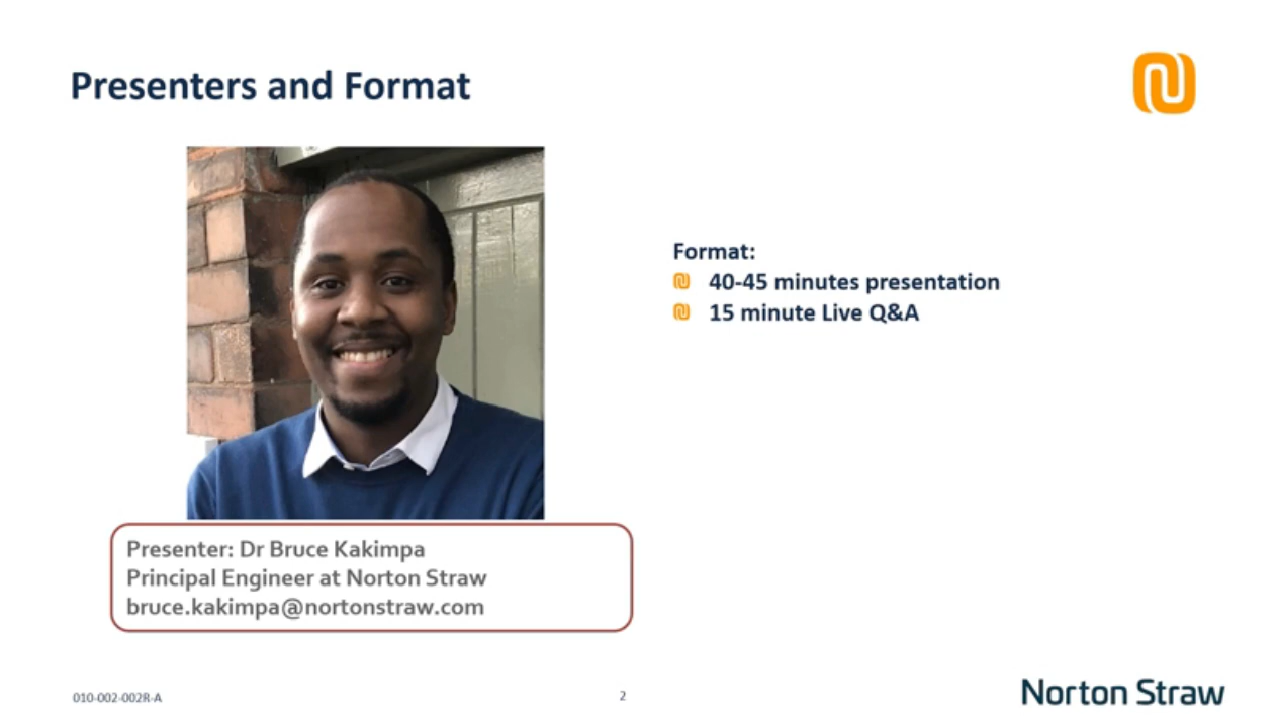 Presenters and Format
Format:
40-45 minutes presentation
15 minute Live Q&A
Presenter: Dr Bruce Kakimpa
Principal Engineer at Norton Straw
bruce.kakimpa@nortonstraw.com
010-002-002R-A
2
Norton Straw